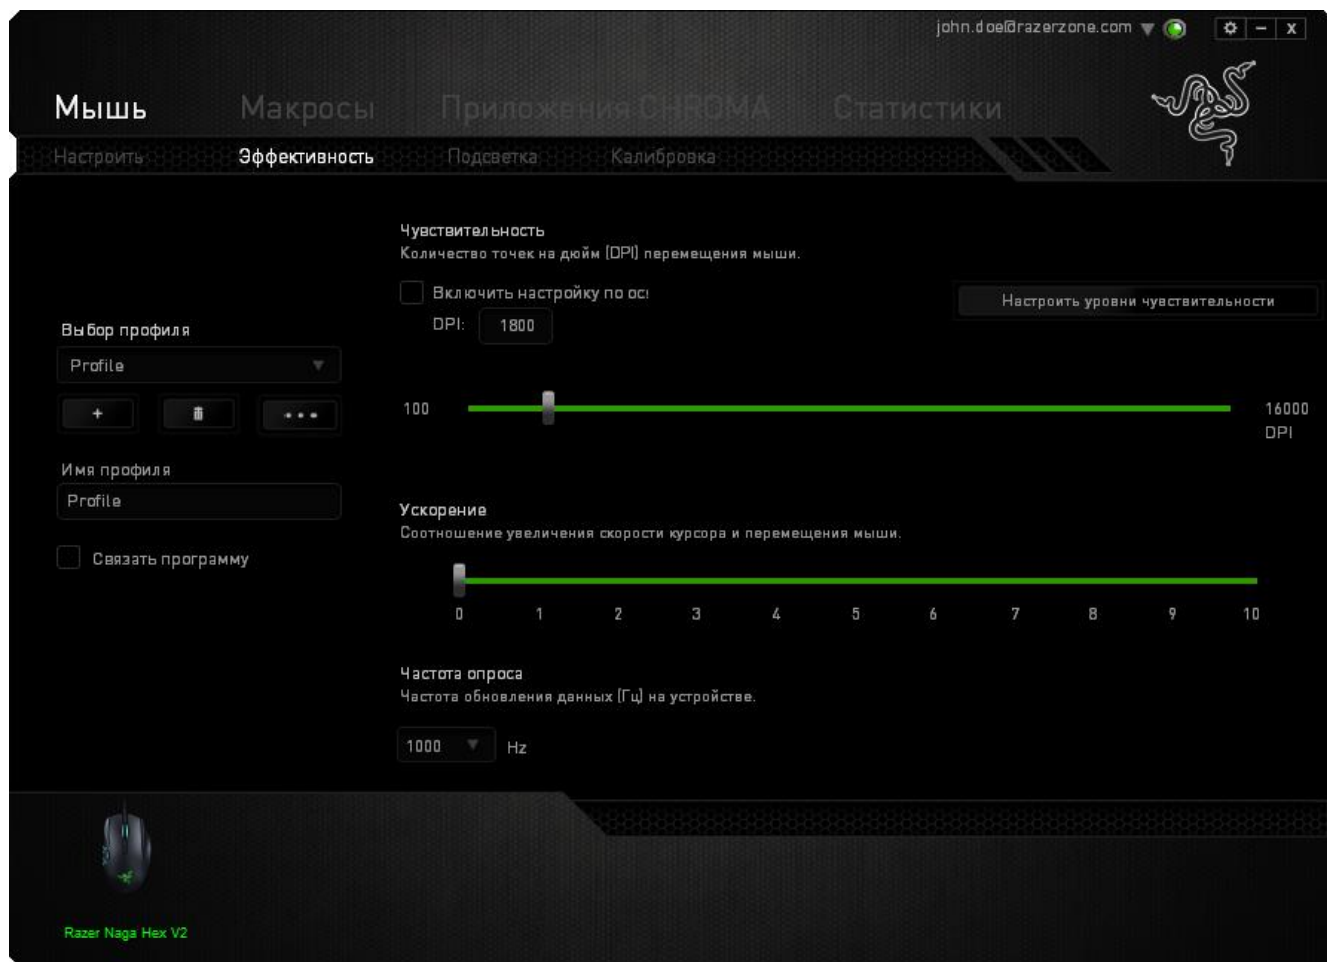 john.doe@razerzone.com
Мышь Макросы Приложения CHROMA Статистики
Настроить Эффективность Подсветка Калибровка
Чувствительность
Количество точек на дюйм (DPI) перемещения мыши.
Включить настройку по
Настроить уровни чувствительности
DPI: 1800
100
16000
DPI
Выбор профиля
Profile
Имя профиля
Profile
Связать программу
Ускорение
Соотношение увеличения скорости курсора и перемещения мыши.
0 1 2 3 4 5 6 7 8 9 10
Частота опроса
Частота обновления данных (Гц) на устройстве.
1000 Hz
Razer Naga Hex V2